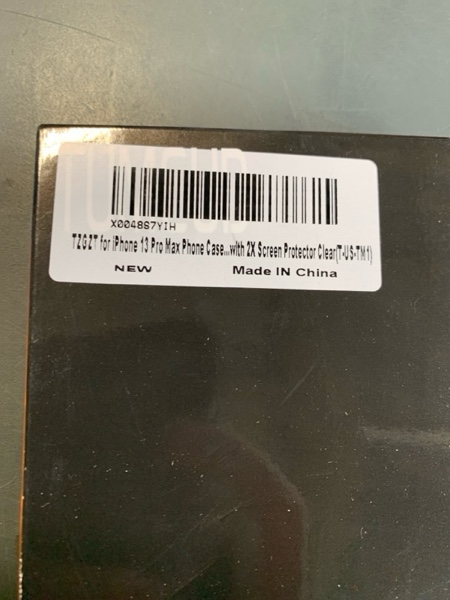 X0048S7YIH
TZGZT for iPhone 13 Pro Max Phone Case...with 2X Screen Protector Clear(T-US-TM1)
NEW Made IN China